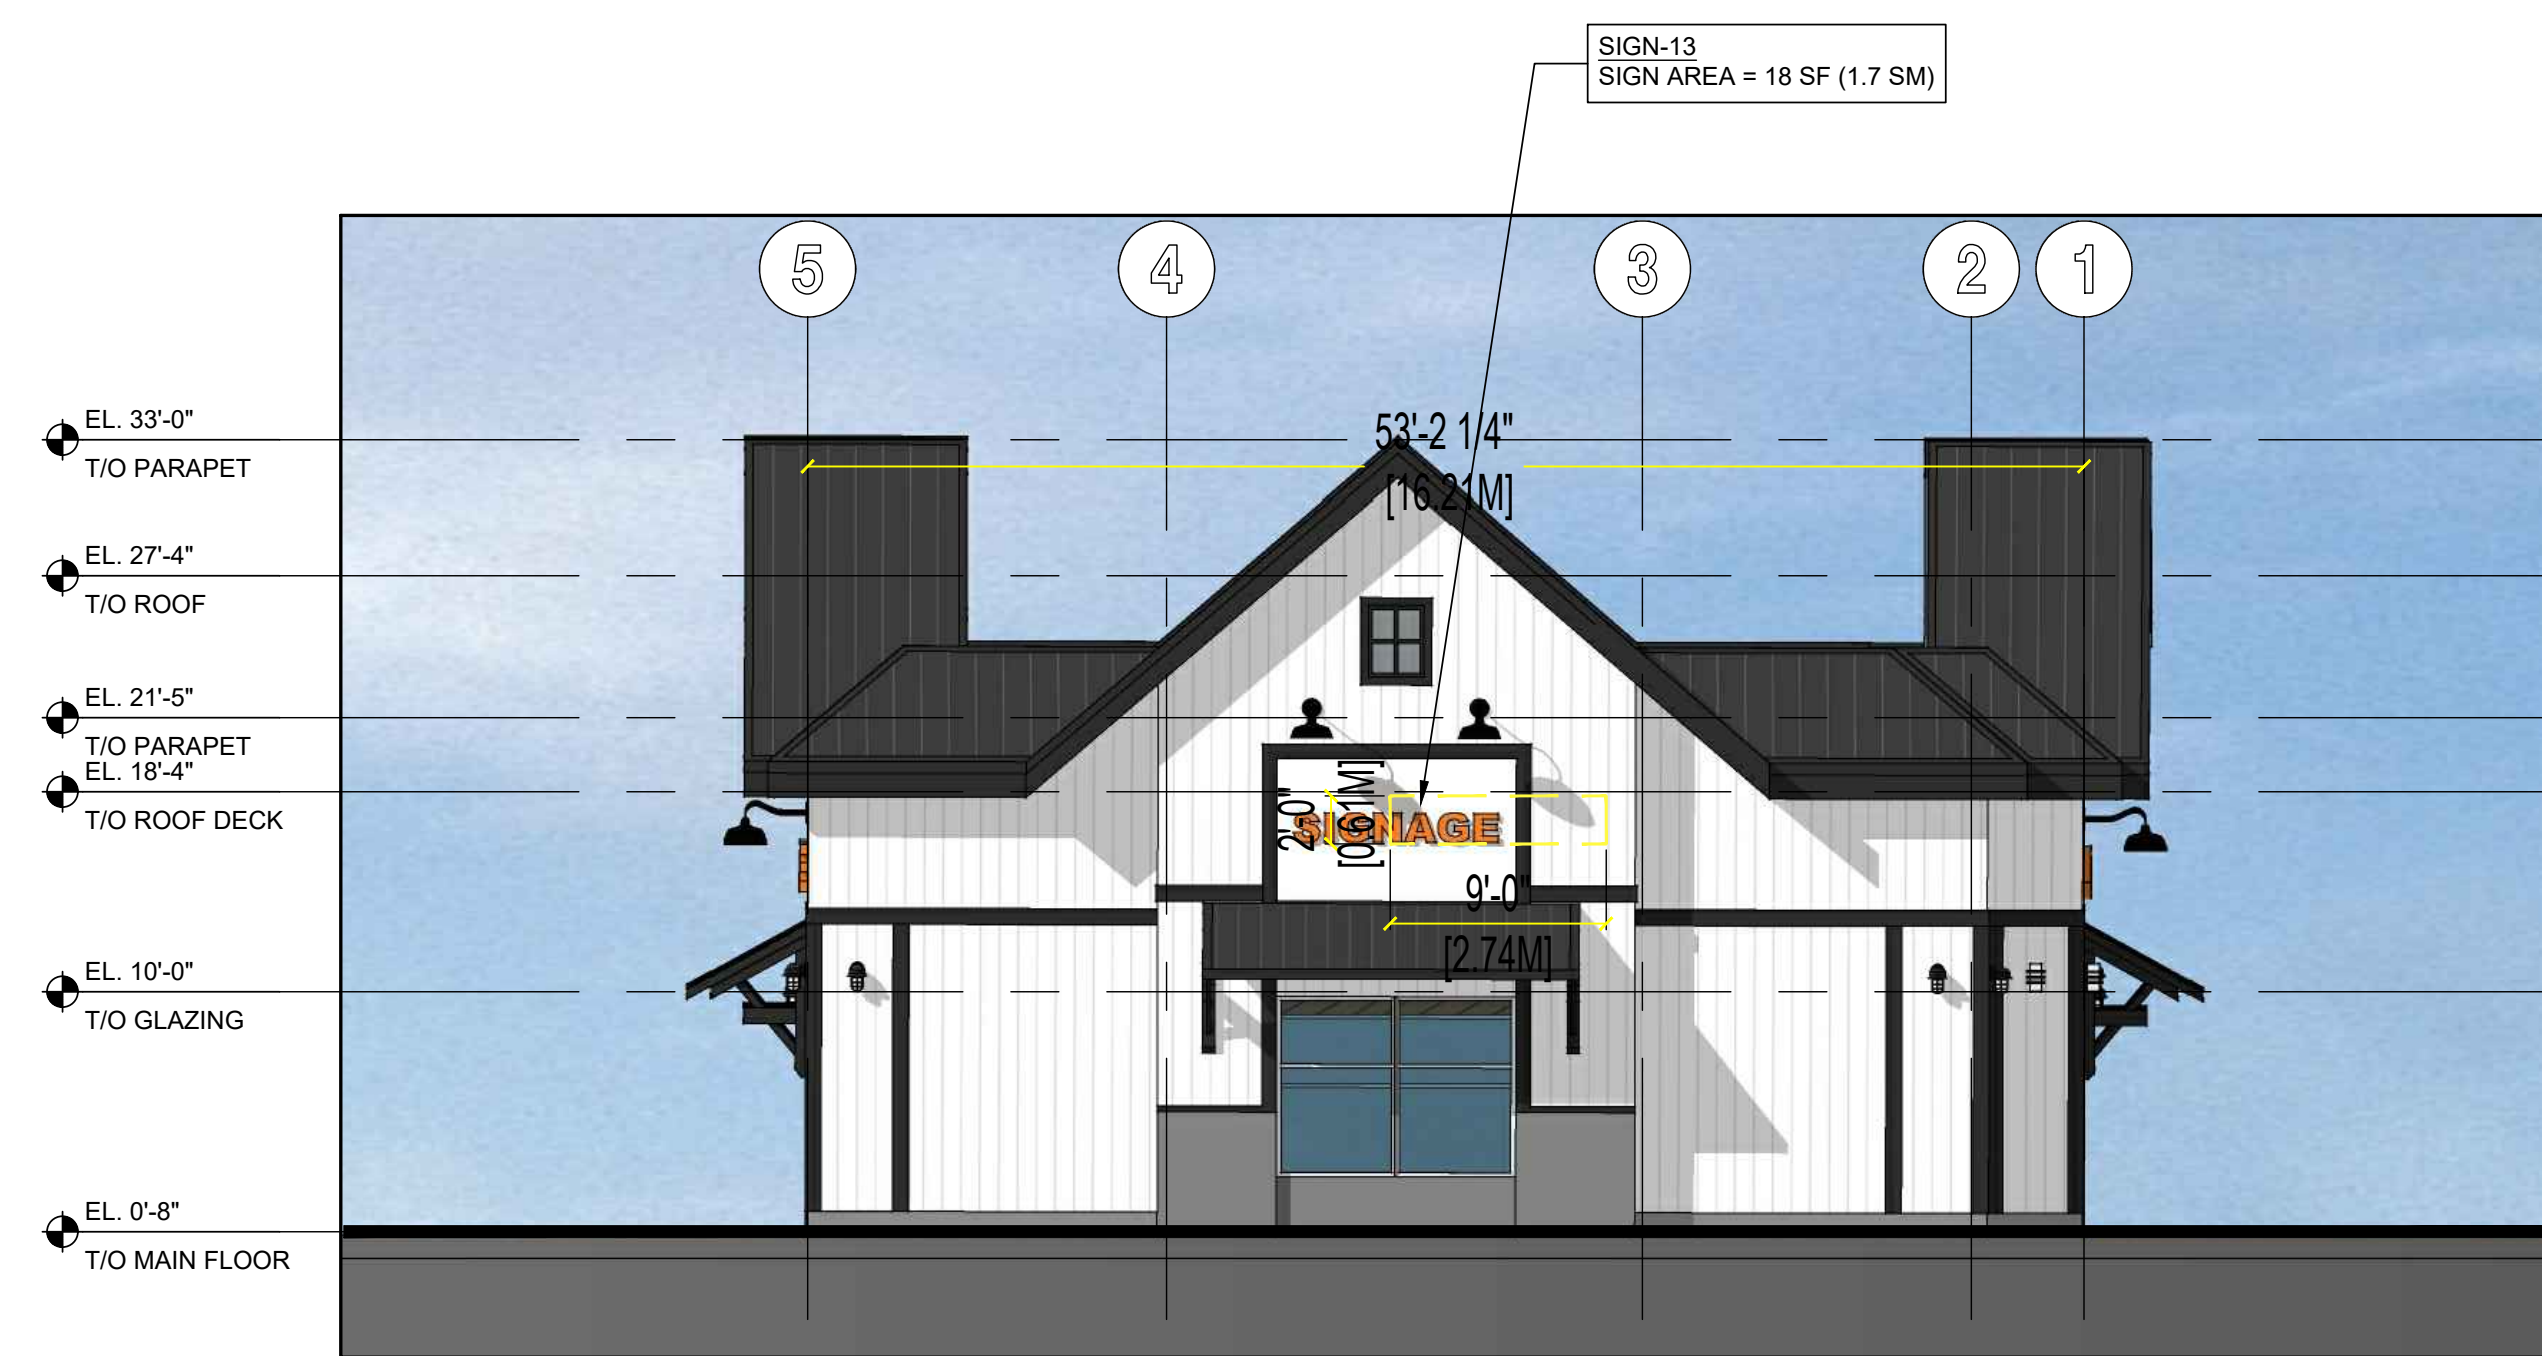 SIGN-13
SIGN AREA = 18 SF (1.7 SM)
5
4
3
2
1
EL. 33'-0"
T/O PARAPET
53'-2 1/4"
[16.21M]
EL. 27'-4"
T/O ROOF
EL. 21'-5"
T/O PARAPET
EL. 18'-4"
T/O ROOF DECK
2'-0"
[0.61M]
SIGNAGE
9'-0"
[2.74M]
EL. 10'-0"
T/O GLAZING
EL. 0'-8"
T/O MAIN FLOOR